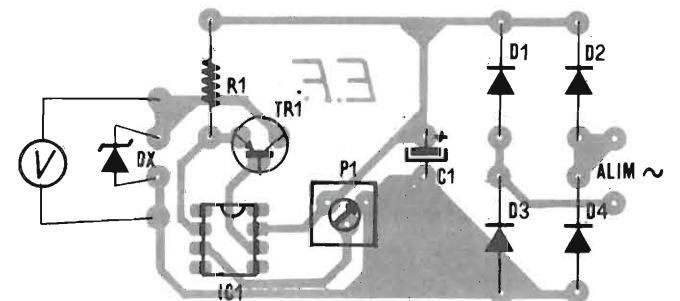 D1
D2
R1
E.F.
TR1
V
DX
P1
+
C1
ALIM ~
D3
D4
IC1